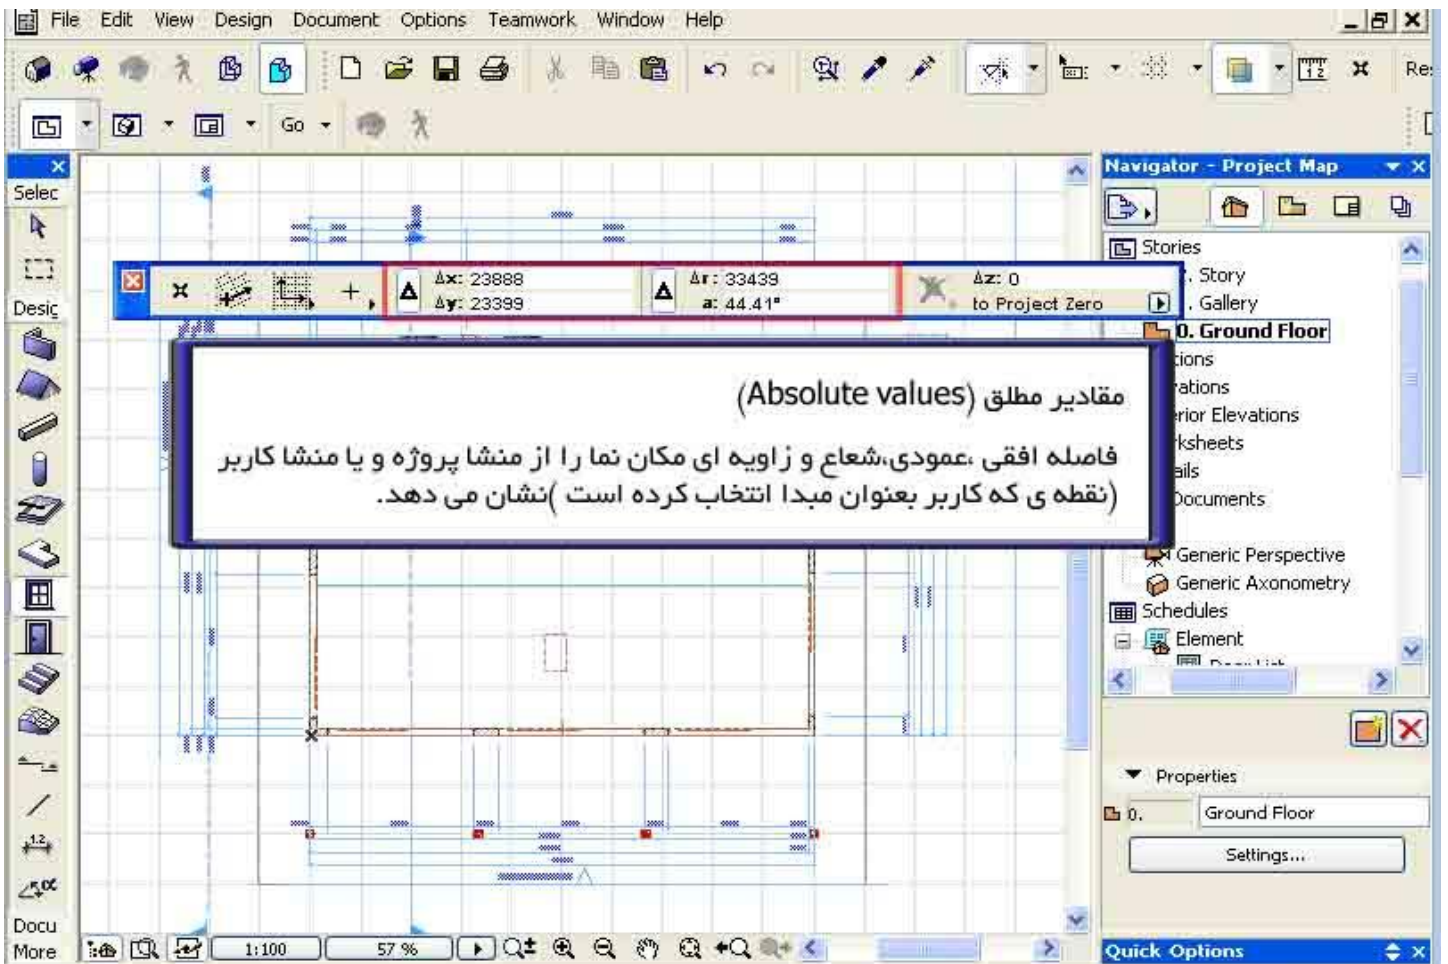 File Edit View Design Document Options Teamwork Window Help
Go
Selec
Desig
Docu
More
Δx: 23888
Δy: 23399
Δr: 33439
a: 44.41°
Δz: 0
to Project Zero
مقادیر مطلق (Absolute values)
فاصله افقی ،عمودی،شعاع و زاویه ای مکان نما را از منشا پروژه و یا منشا کاربر
(نقطه ی که کاربر بعنوان مبدا انتخاب کرده است )نشان می دهد.
1:100 57 %
Navigator - Project Map
Stories
. Story
. Gallery
0. Ground Floor
tions
vations
rior Elevations
ksheets
ails
Documents
Generic Perspective
Generic Axonometry
Schedules
Element
Properties
0. Ground Floor
Settings...
Quick Options